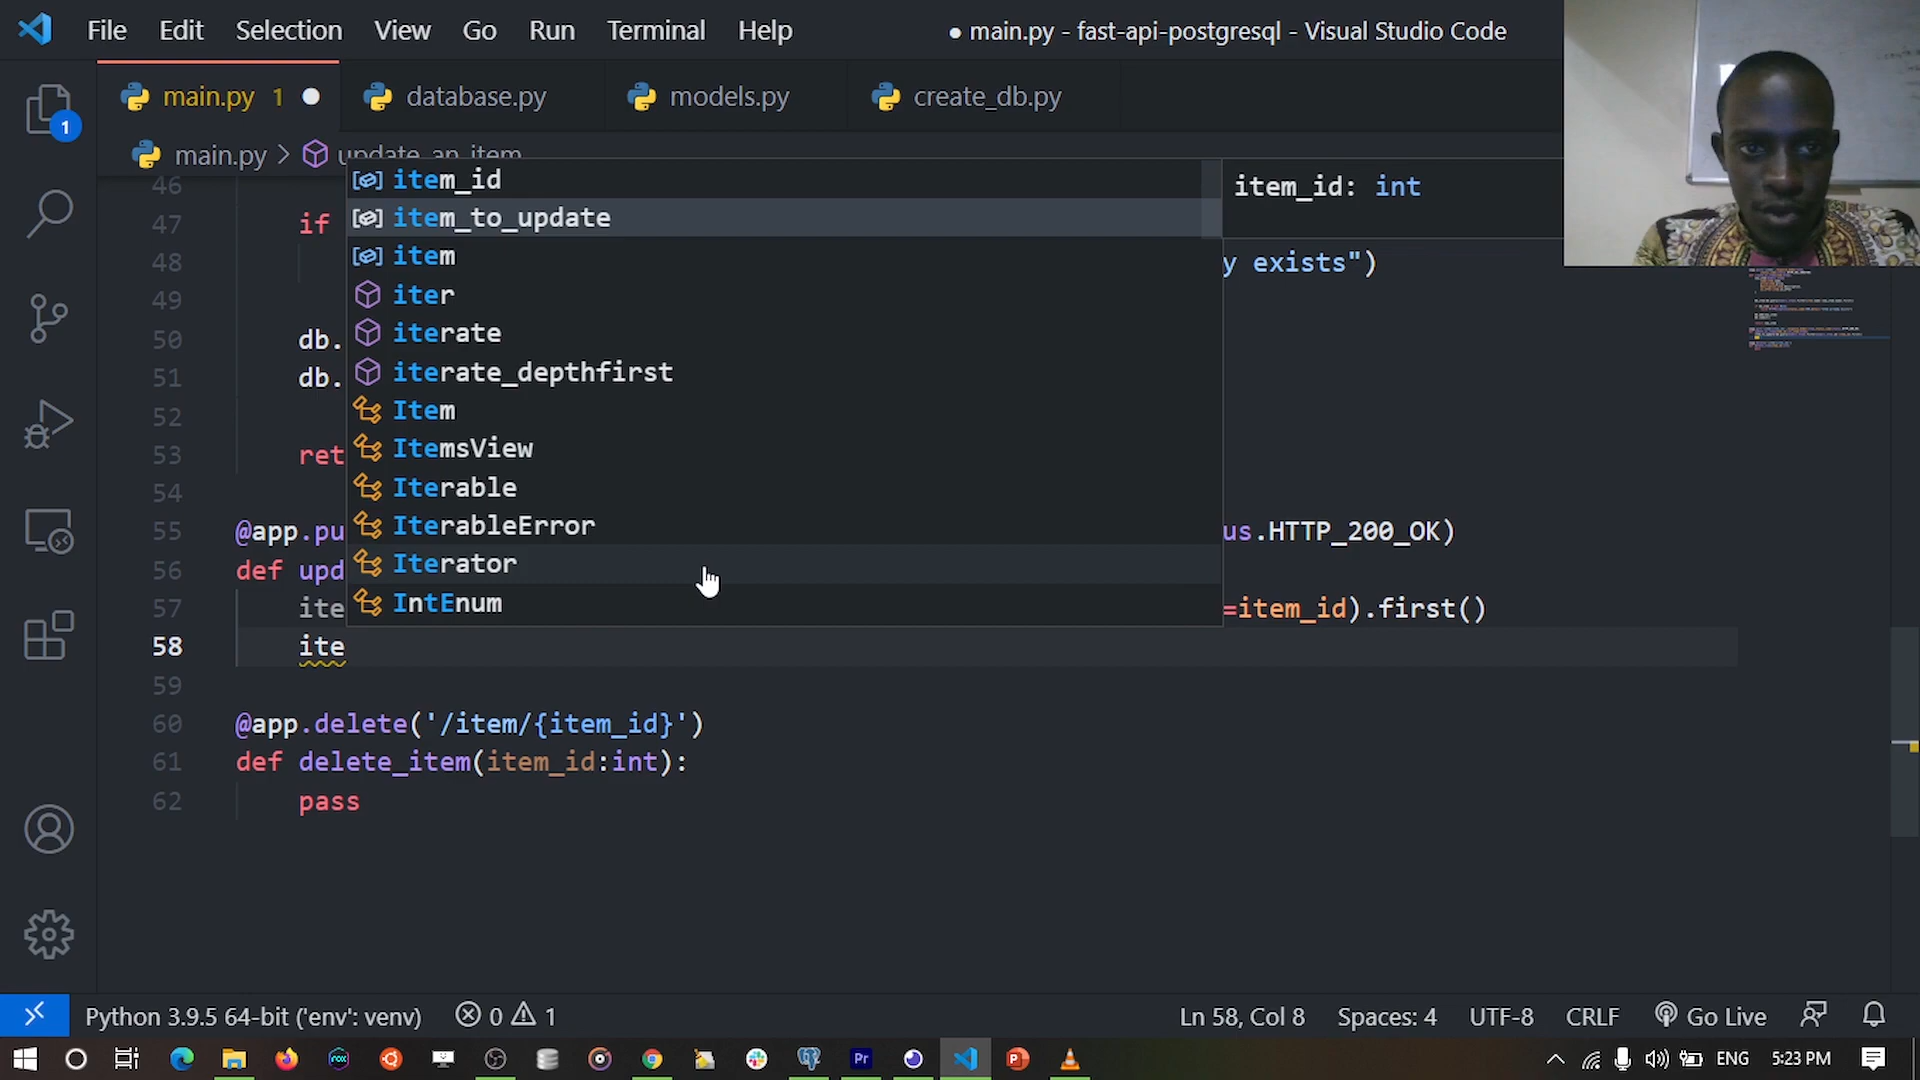 File Edit Selection View Go Run Terminal Help ● main.py - fast-api-postgresql - Visual Studio Code
main.py 1 database.py models.py create_db.py
main.py > update_an_item
1
46
47 if
48 y exists")
49
50 db.
51 db.
52
53 ret
54
55 @app.pu us.HTTP_200_OK)
56 def upd
57 ite =item_id).first()
58 ite
59
60 @app.delete('/item/{item_id}')
61 def delete_item(item_id:int):
62 pass
item_id
item_to_update
item
iter
iterate
iterate_depthfirst
Item
ItemsView
Iterable
IterableError
Iterator
IntEnum
item_id: int
Python 3.9.5 64-bit ('env': venv) 0 1 Ln 58, Col 8 Spaces: 4 UTF-8 CRLF Go Live
ENG 5:23 PM